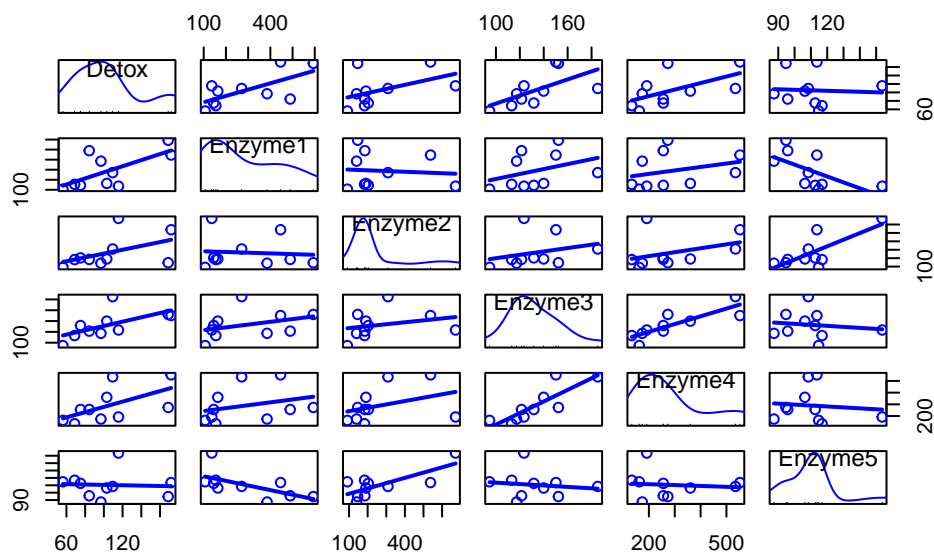 100 400 100 160 90 120
Detox 60
100 Enzyme1
Enzyme2 100
100 Enzyme3
Enzyme4 200
90 Enzyme5
60 120 100 400 200 500